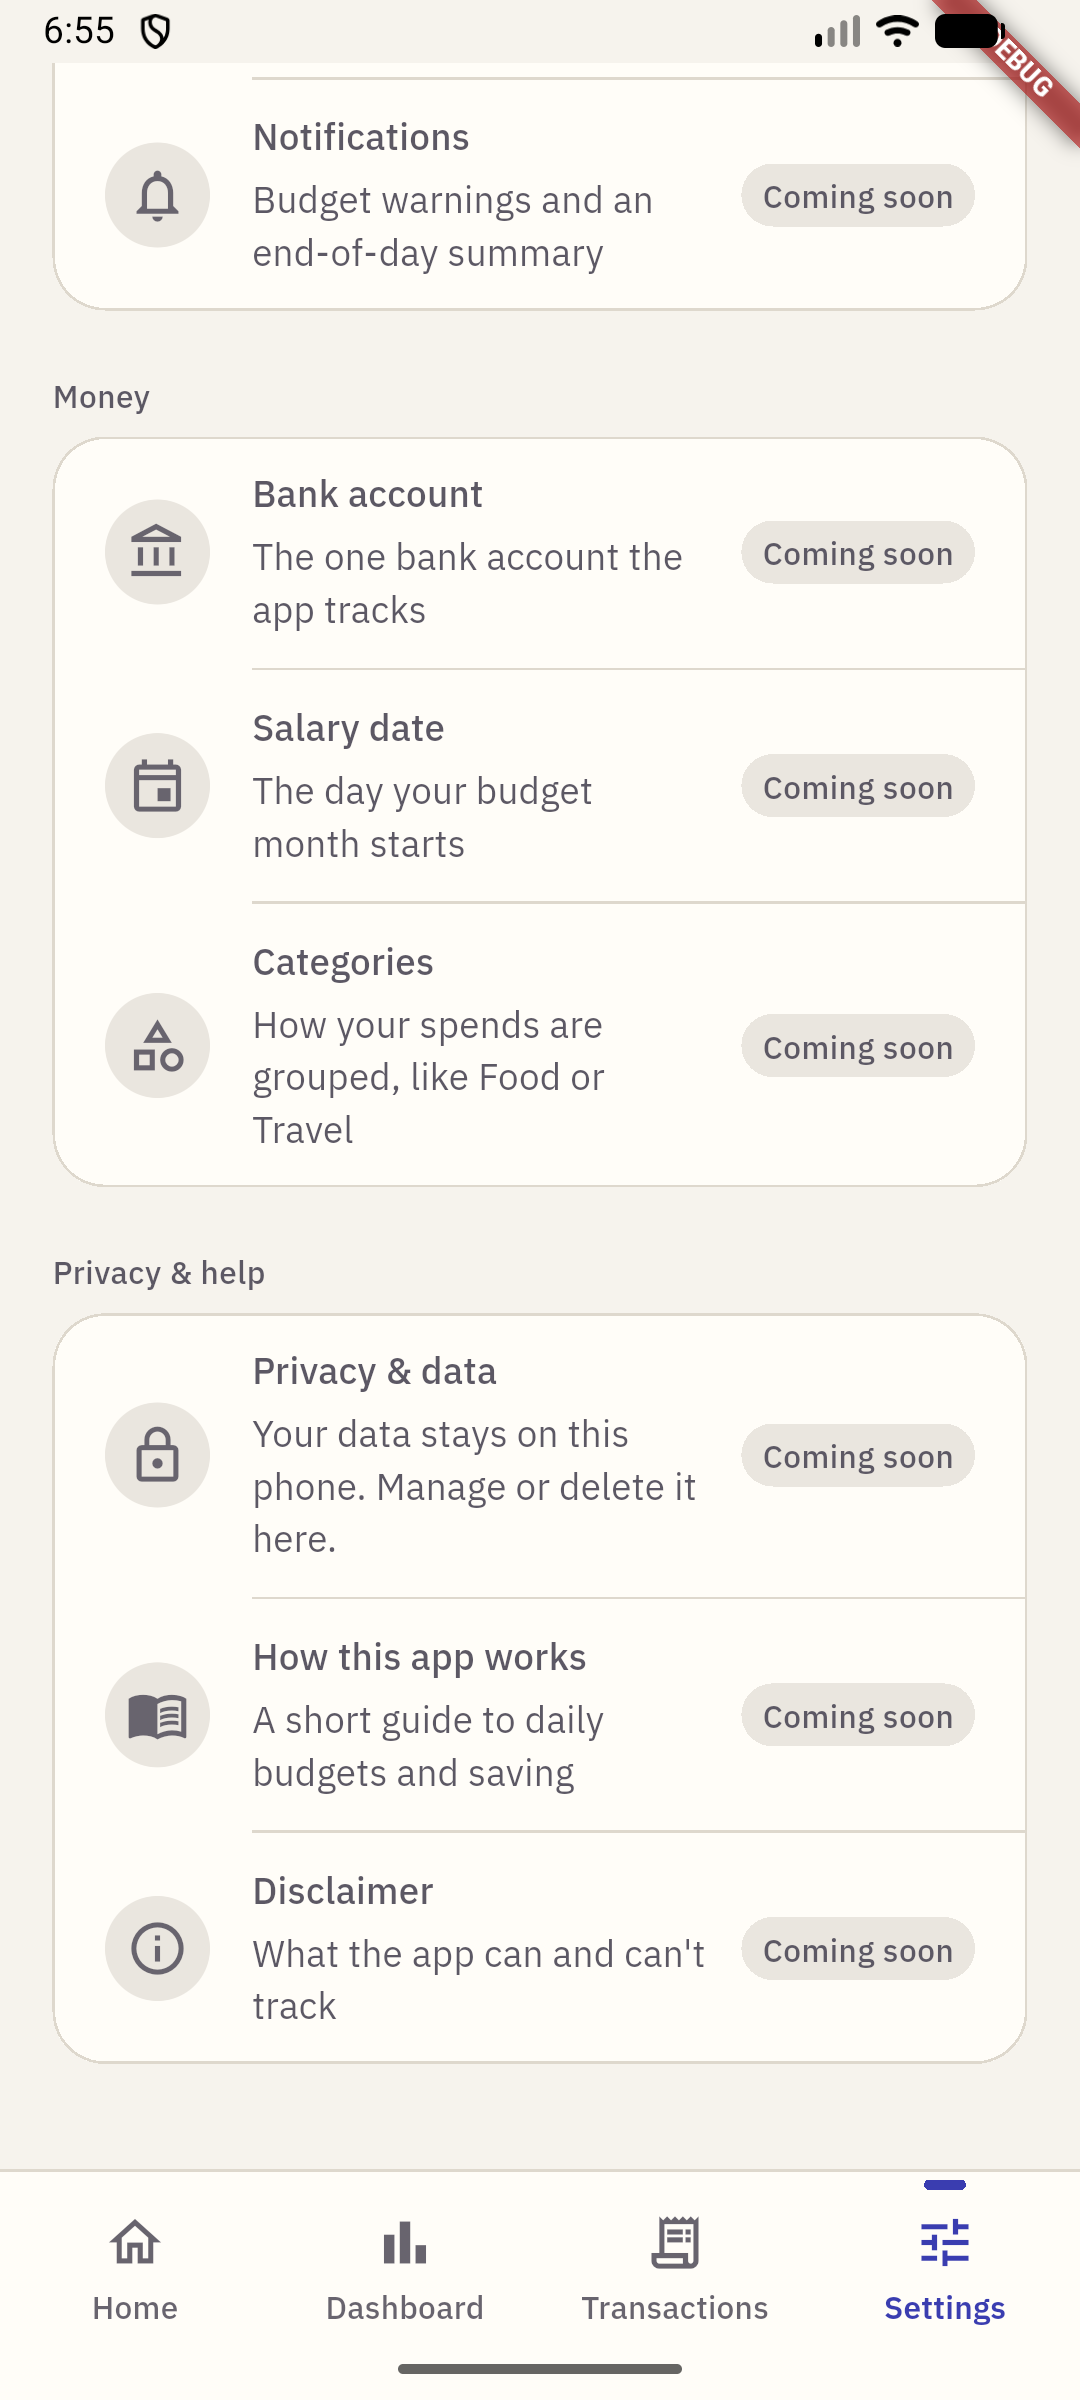 6:55
EBUG
Notifications
Budget warnings and an
end-of-day summary
Coming soon
Money
Bank account
The one bank account the
app tracks
Coming soon
Salary date
The day your budget
month starts
Coming soon
Categories
How your spends are
grouped, like Food or
Travel
Coming soon
Privacy & help
Privacy & data
Your data stays on this
phone. Manage or delete it
here.
Coming soon
How this app works
A short guide to daily
budgets and saving
Coming soon
Disclaimer
What the app can and can't
track
Coming soon
Home
Dashboard
Transactions
Settings